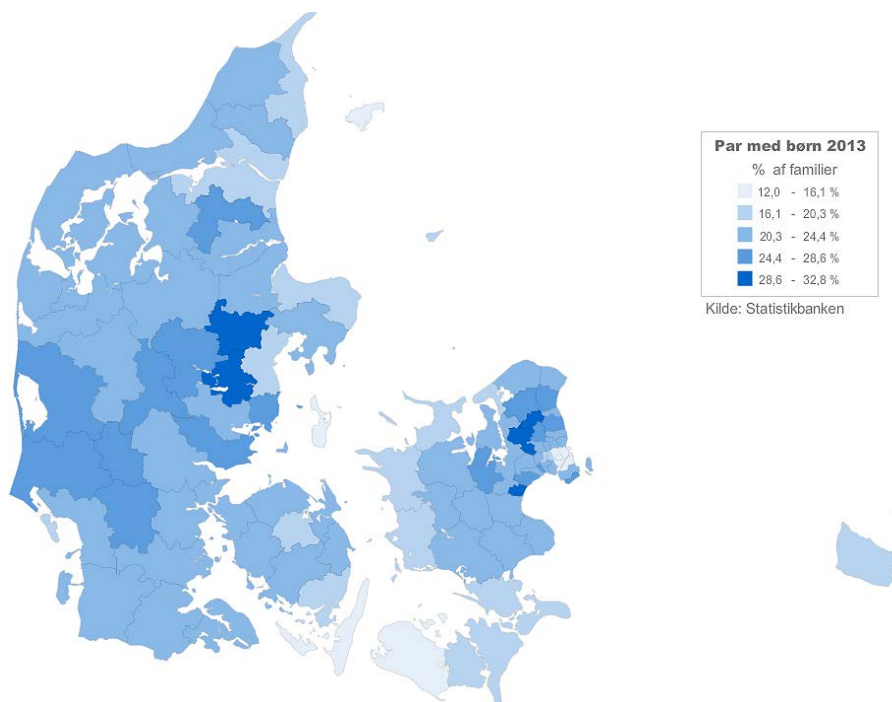 Par med børn 2013
% af familier
12,0 - 16,1 %
16,1 - 20,3 %
20,3 - 24,4 %
24,4 - 28,6 %
28,6 - 32,8 %
Kilde: Statistikbanken